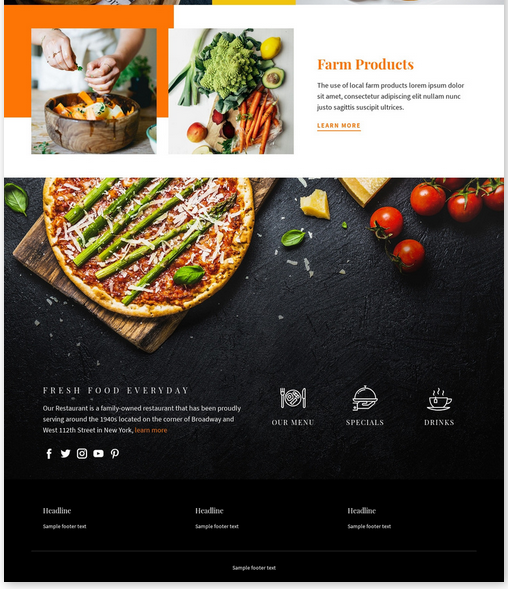 Farm Products
The use of local farm products lorem ipsum dolor
sit amet, consectetur adipiscing elit nullam nunc
justo sagittis suscipit ultrices.
LEARN MORE
FRESH FOOD EVERYDAY
Our Restaurant is a family-owned restaurant that has been proudly
serving around the 1940s located on the corner of Broadway and
West 112th Street in New York, learn more
OUR MENU
SPECIALS
DRINKS
Headline
Headline
Headline
Sample footer text
Sample footer text
Sample footer text
Sample footer text